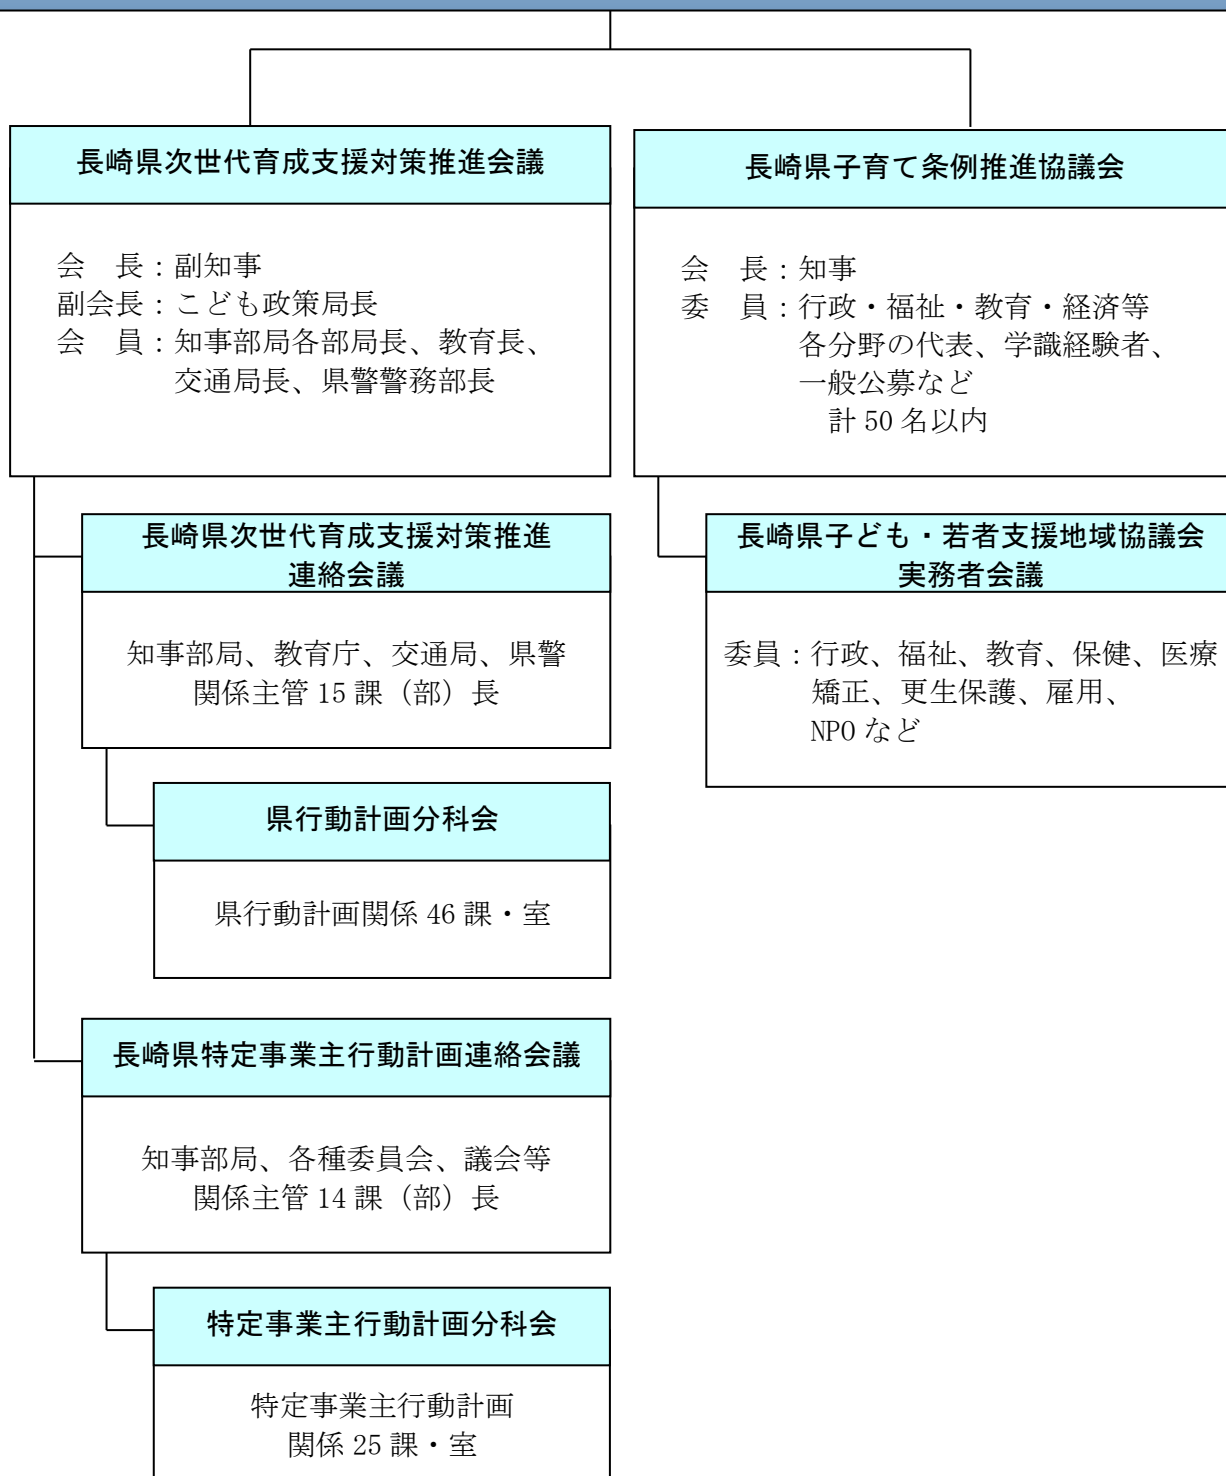 長崎県次世代育成支援対策推進会議
会　長：副知事
副会長：こども政策局長
会　員：知事部局各部局長、教育長、
交通局長、県警警務部長
長崎県次世代育成支援対策推進
連絡会議
知事部局、教育庁、交通局、県警
関係主管 15 課（部）長
県行動計画分科会
県行動計画関係 46 課・室
長崎県特定事業主行動計画連絡会議
知事部局、各種委員会、議会等
関係主管 14 課（部）長
特定事業主行動計画分科会
特定事業主行動計画
関係 25 課・室
長崎県子育て条例推進協議会
会　長：知事
委　員：行政・福祉・教育・経済等
各分野の代表、学識経験者、
一般公募など
計 50 名以内
長崎県子ども・若者支援地域協議会
実務者会議
委員：行政、福祉、教育、保健、医療
矯正、更生保護、雇用、
NPO など